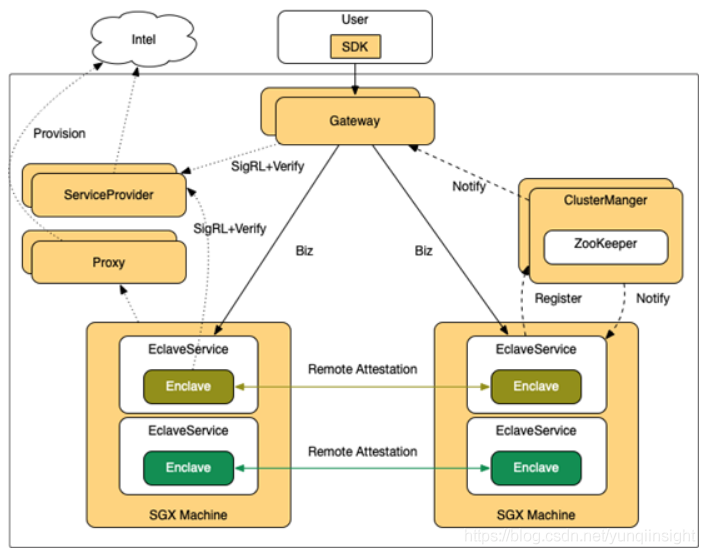 Intel
User
SDK
Provision
Gateway
SigRL+Verify
ServiceProvider
Notify
ClusterManger
SigRL+Verify
ZooKeeper
Proxy
Biz
Biz
Register
Notify
EclaveService
EclaveService
Remote Attestation
Enclave
Enclave
EclaveService
EclaveService
Remote Attestation
Enclave
Enclave
SGX Machine
SGX Machine
https://blog.csdn.net/yunqiinsight